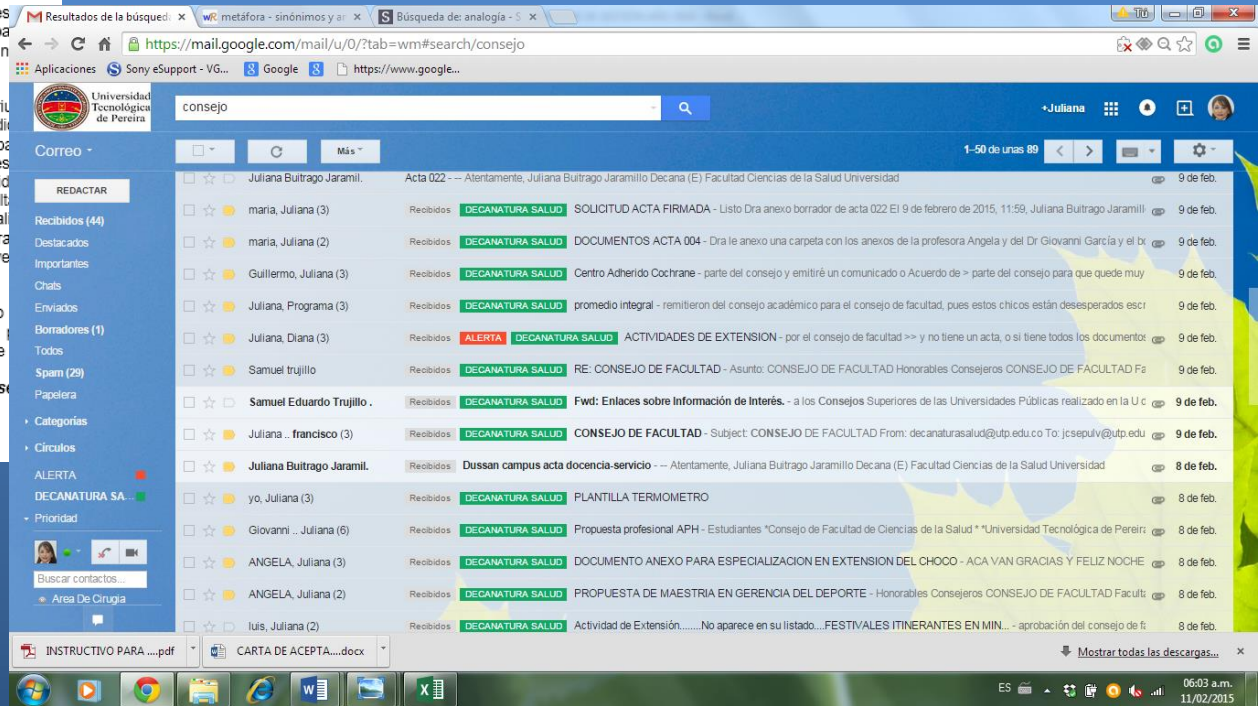 Resultados de la búsqued
WR metáfora - sinónimos y ar
S Búsqueda de: analogía - S
https://mail.google.com/mail/u/0/?tab=wm#search/consejo
Aplicaciones Sony eSupport - VG... Google https://www.google...
Universidad
Tecnológica
de Pereira
consejo
+Juliana
Correo
Más
1–50 de unas 89
REDACTAR
Recibidos (44)
Destacados
Importantes
Chats
Enviados
Borradores (1)
Todos
Spam (29)
Papelera
Categorías
Círculos
ALERTA
DECANATURA SA...
Prioridad
Buscar contactos...
Area De Cirugia
Juliana Buitrago Jaramil. Acta 022 - -- Atentamente, Juliana Buitrago Jaramillo Decana (E) Facultad Ciencias de la Salud Universidad 9 de feb.
maria, Juliana (3) Recibidos DECANATURA SALUD SOLICITUD ACTA FIRMADA - Listo Dra anexo borrador de acta 022 El 9 de febrero de 2015, 11:59, Juliana Buitrago Jaramill 9 de feb.
maria, Juliana (2) Recibidos DECANATURA SALUD DOCUMENTOS ACTA 004 - Dra le anexo una carpeta con los anexos de la profesora Angela y del Dr Giovanni García y el 9 de feb.
Guillermo, Juliana (3) Recibidos DECANATURA SALUD Centro Adherido Cochrane - parte del consejo y emitiré un comunicado o Acuerdo de > parte del consejo para que quede muy 9 de feb.
Juliana, Programa (3) Recibidos DECANATURA SALUD promedio integral - remitieron del consejo académico para el consejo de facultad, pues estos chicos están desesperados escr 9 de feb.
Juliana, Diana (3) Recibidos ALERTA DECANATURA SALUD ACTIVIDADES DE EXTENSION - por el consejo de facultad >> y no tiene un acta, o si tiene todos los documentos 9 de feb.
Samuel trujillo Recibidos DECANATURA SALUD RE: CONSEJO DE FACULTAD - Asunto: CONSEJO DE FACULTAD Honorables Consejeros CONSEJO DE FACULTAD Fa 9 de feb.
Samuel Eduardo Trujillo . Recibidos DECANATURA SALUD Fwd: Enlaces sobre Información de Interés. - a los Consejos Superiores de las Universidades Públicas realizado en la U 9 de feb.
Juliana .. francisco (3) Recibidos DECANATURA SALUD CONSEJO DE FACULTAD - Subject: CONSEJO DE FACULTAD From: decanaturasalud@utp.edu.co To: jcsepulv@utp.edu 9 de feb.
Juliana Buitrago Jaramil. Recibidos Dussan campus acta docencia-servicio - -- Atentamente, Juliana Buitrago Jaramillo Decana (E) Facultad Ciencias de la Salud Universidad 8 de feb.
yo, Juliana (3) Recibidos DECANATURA SALUD PLANTILLA TERMOMETRO 8 de feb.
Giovanni .. Juliana (6) Recibidos DECANATURA SALUD Propuesta profesional APH - Estudiantes *Consejo de Facultad de Ciencias de la Salud * *Universidad Tecnológica de Pereira 8 de feb.
ANGELA, Juliana (3) Recibidos DECANATURA SALUD DOCUMENTO ANEXO PARA ESPECIALIZACION EN EXTENSION DEL CHOCO - ACA VAN GRACIAS Y FELIZ NOCHE 8 de feb.
ANGELA, Juliana (2) Recibidos DECANATURA SALUD PROPUESTA DE MAESTRIA EN GERENCIA DEL DEPORTE - Honorables Consejeros CONSEJO DE FACULTAD Facult 8 de feb.
luis, Juliana (2) Recibidos DECANATURA SALUD Actividad de Extensión........No aparece en su listado....FESTIVALES ITINERANTES EN MIN... - aprobación del consejo de fa 8 de feb.
INSTRUCTIVO PARA ....pdf
CARTA DE ACEPTA....docx
Mostrar todas las descargas...
ES
06:03 a.m.
11/02/2015